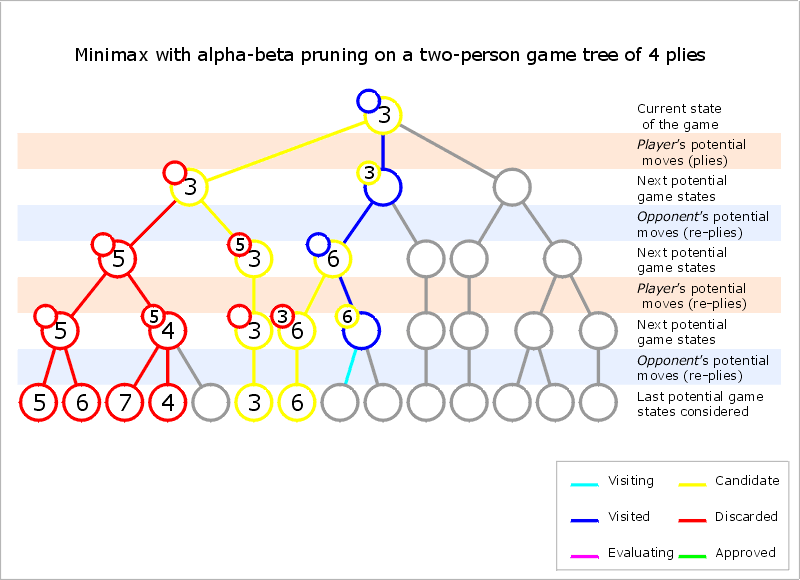 Minimax with alpha-beta pruning on a two-person game tree of 4 plies
3
Current state
of the game
Player's potential
moves (plies)
3
3
Next potential
game states
Opponent's potential
moves (re-plies)
5
5
3
6
Next potential
game states
Player's potential
moves (re-plies)
5
5
4
3
3
6
6
Next potential
game states
Opponent's potential
moves (re-plies)
5
6
7
4
3
6
Last potential game
states considered
Visiting
Candidate
Visited
Discarded
Evaluating
Approved